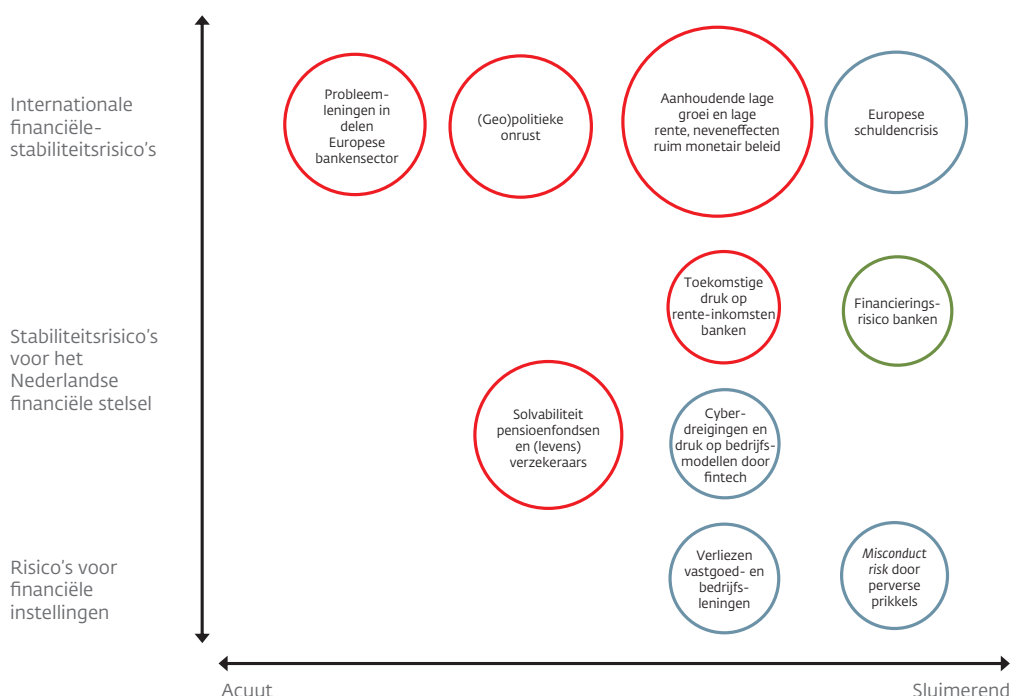 Internationale
financiële-
stabiliteitsrisico's
Probleem-
leningen in
delen
Europese
bankensector
(Geo)politieke
onrust
Aanhoudende lage
groei en lage
rente, neveneffecten
ruim monetair beleid
Europese
schuldencrisis
Stabiliteitsrisico's
voor het
Nederlandse
financiële stelsel
Toekomstige
druk op
rente-inkomsten
banken
Financierings-
risico banken
Solvabiliteit
pensioenfondsen
en (levens)
verzekeraars
Cyber-
dreigingen en
druk op bedrijfs-
modellen door
fintech
Risico's voor
financiële
instellingen
Verliezen
vastgoed- en
bedrijfs-
leningen
Misconduct
risk door
perverse
prikkels
Acuut
Sluimerend